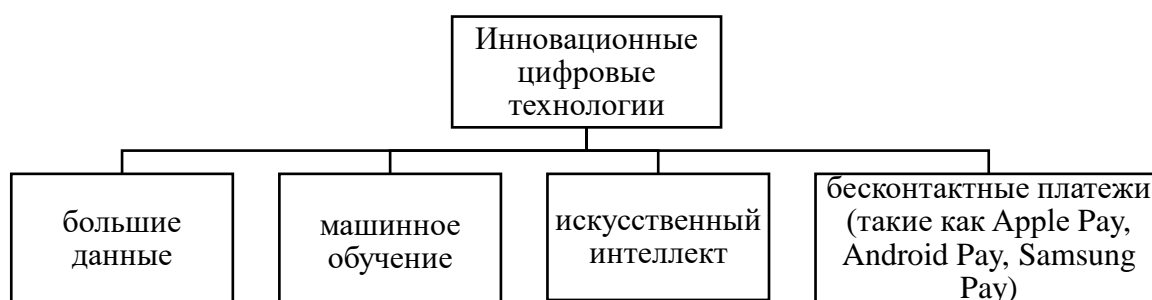 Инновационные
цифровые
технологии
большие
данные
машинное
обучение
искусственный
интеллект
бесконтактные платежи
(такие как Apple Pay,
Android Pay, Samsung
Pay)